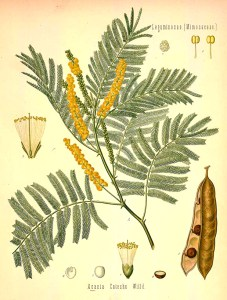 Leguminosae (Mimoseae)
Acacia Catechu Willd.